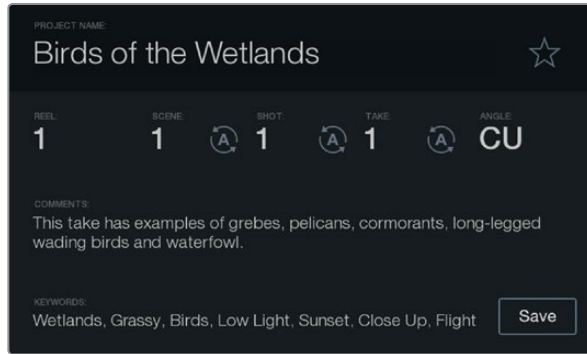 PROJECT NAME:
Birds of the Wetlands
REEL: SCENE: SHOT: TAKE: ANGLE:
1 1 A 1 A 1 A CU
COMMENTS:
This take has examples of grebes, pelicans, cormorants, long-legged
wading birds and waterfowl.
KEYWORDS:
Wetlands, Grassy, Birds, Low Light, Sunset, Close Up, Flight
Save